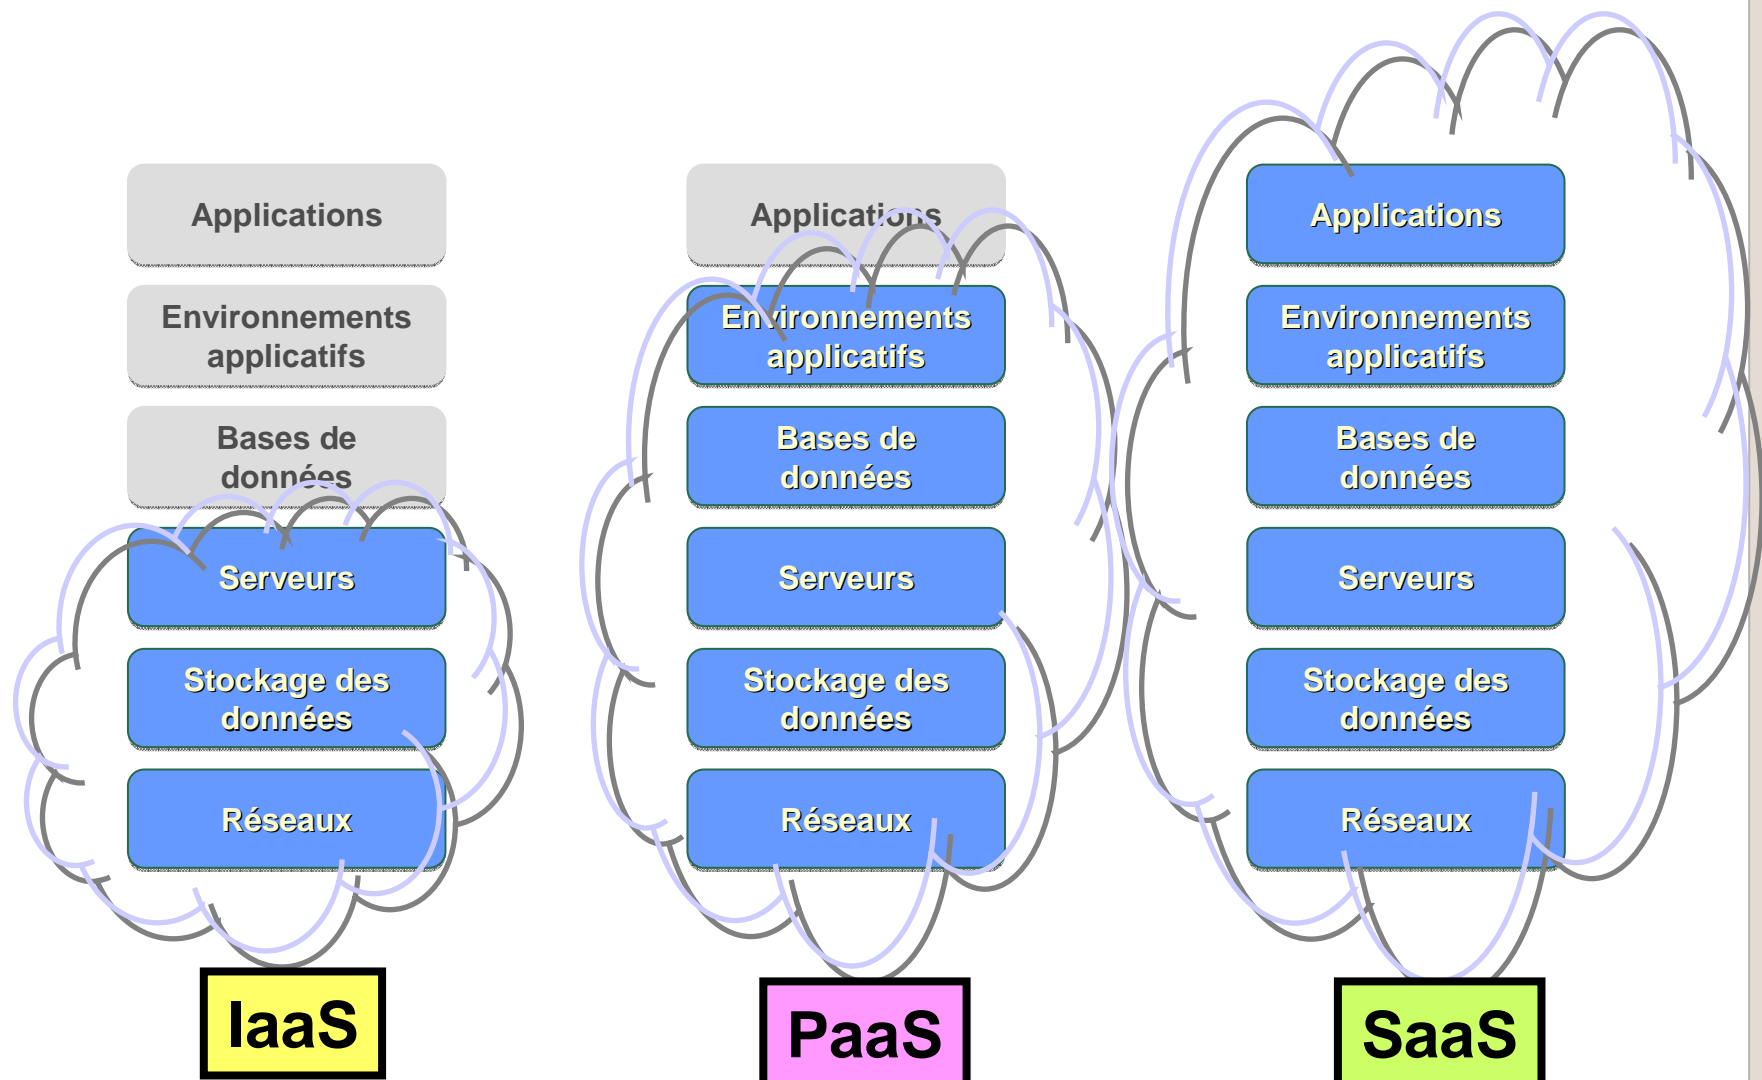 Applications
Environnements
applicatifs
Bases de
données
Serveurs
Stockage des
données
Réseaux
IaaS
Applications
Environnements
applicatifs
Bases de
données
Serveurs
Stockage des
données
Réseaux
PaaS
Applications
Environnements
applicatifs
Bases de
données
Serveurs
Stockage des
données
Réseaux
SaaS